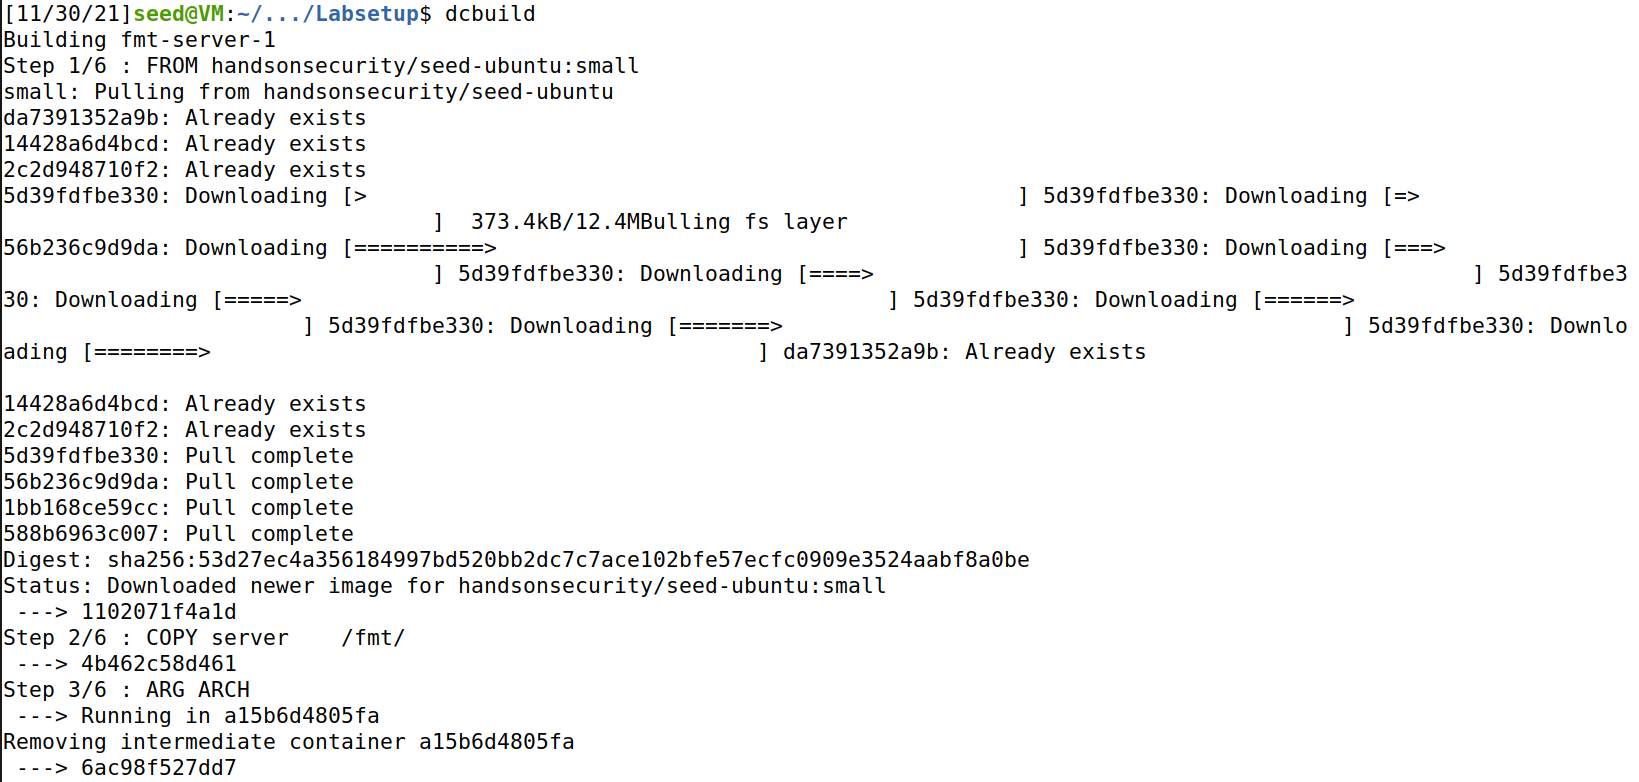 [11/30/21]seed@VM:~/.../Labsetup$ dcbuild
Building fmt-server-1
Step 1/6 : FROM handsonsecurity/seed-ubuntu:small
small: Pulling from handsonsecurity/seed-ubuntu
da7391352a9b: Already exists
14428a6d4bcd: Already exists
2c2d948710f2: Already exists
5d39fdfbe330: Downloading [>                                                  ] 5d39fdfbe330: Downloading [=>
                                 ]  373.4kB/12.4MBulling fs layer
56b236c9d9da: Downloading [==========>                                        ] 5d39fdfbe330: Downloading [===>
                                 ] 5d39fdfbe330: Downloading [====>                                              ] 5d39fdfbe3
30: Downloading [=====>                                             ] 5d39fdfbe330: Downloading [======>
                       ] 5d39fdfbe330: Downloading [=======>                                           ] 5d39fdfbe330: Downlo
ading [========>                                          ] da7391352a9b: Already exists

14428a6d4bcd: Already exists
2c2d948710f2: Already exists
5d39fdfbe330: Pull complete
56b236c9d9da: Pull complete
1bb168ce59cc: Pull complete
588b6963c007: Pull complete
Digest: sha256:53d27ec4a356184997bd520bb2dc7c7ace102bfe57ecfc0909e3524aabf8a0be
Status: Downloaded newer image for handsonsecurity/seed-ubuntu:small
 ---> 1102071f4a1d
Step 2/6 : COPY server    /fmt/
 ---> 4b462c58d461
Step 3/6 : ARG ARCH
 ---> Running in a15b6d4805fa
Removing intermediate container a15b6d4805fa
 ---> 6ac98f527dd7